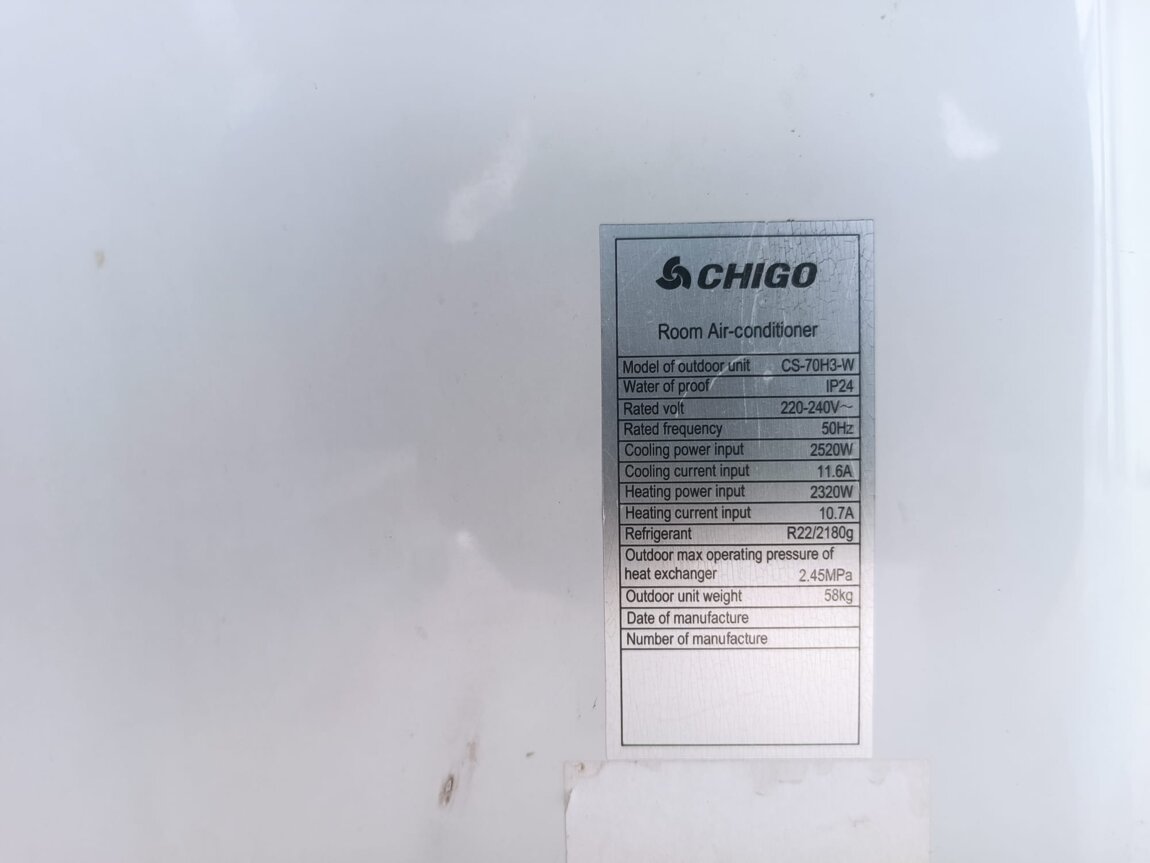 CHIGO
Room Air-conditioner
Model of outdoor unit CS-70H3-W
Water of proof IP24
Rated volt 220-240V~
Rated frequency 50Hz
Cooling power input 2520W
Cooling current input 11.6A
Heating power input 2320W
Heating current input 10.7A
Refrigerant R22/2180g
Outdoor max operating pressure of
heat exchanger 2.45MPa
Outdoor unit weight 58kg
Date of manufacture
Number of manufacture